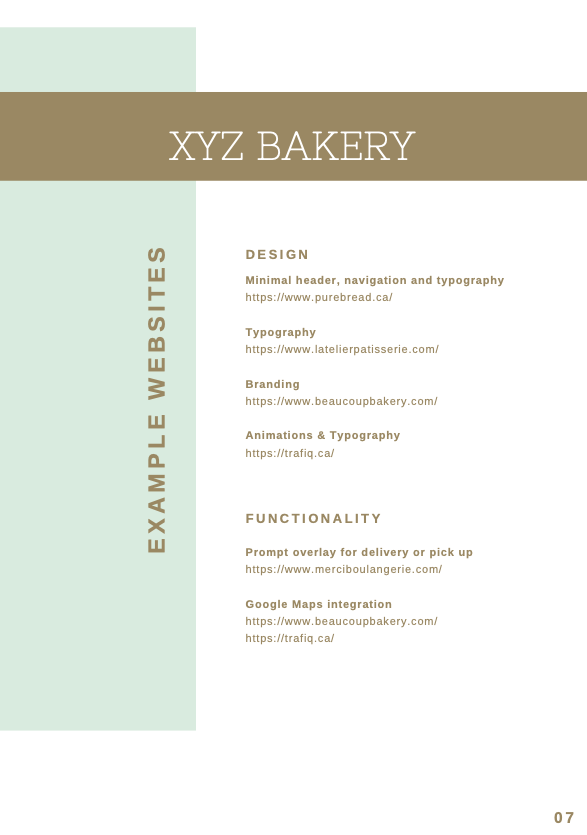 XYZ BAKERY
EXAMPLE WEBSITES
DESIGN
Minimal header, navigation and typography
https://www.purebread.ca/
Typography
https://www.latelierpatisserie.com/
Branding
https://www.beaucoupbakery.com/
Animations & Typography
https://trafiq.ca/
FUNCTIONALITY
Prompt overlay for delivery or pick up
https://www.merciboulangerie.com/
Google Maps integration
https://www.beaucoupbakery.com/
https://trafiq.ca/
07